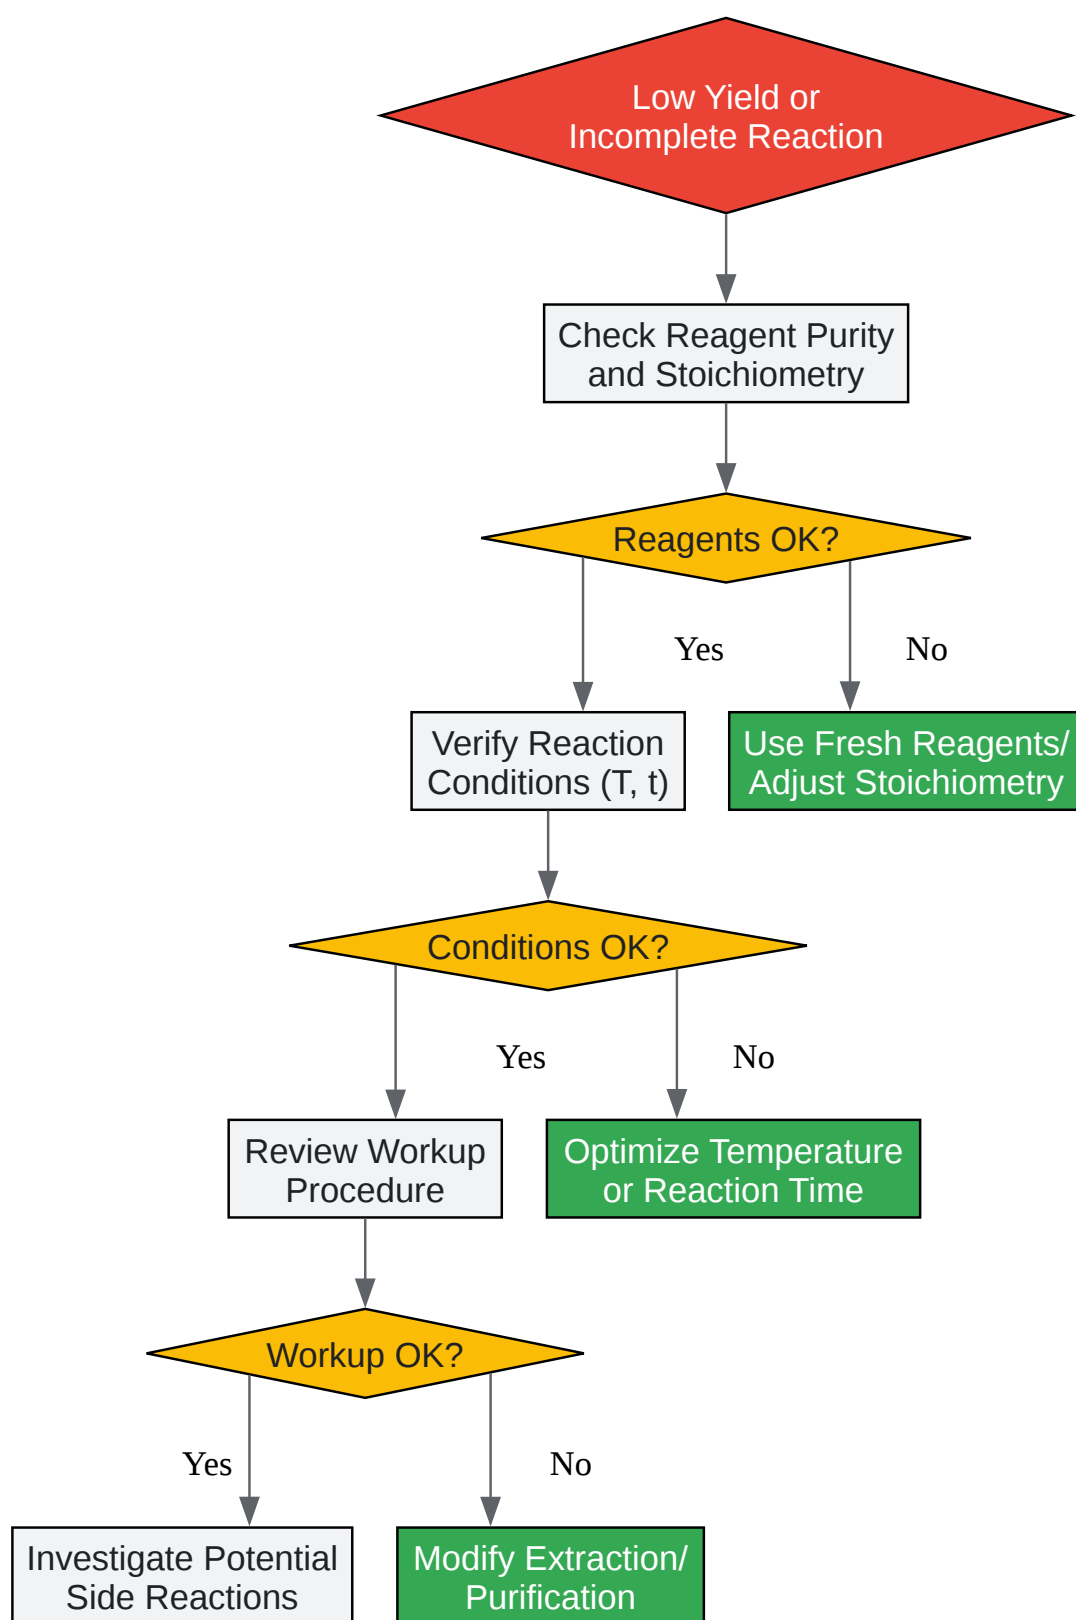 Low Yield or
Incomplete Reaction
Check Reagent Purity
and Stoichiometry
Reagents OK?
Yes
No
Verify Reaction
Conditions (T, t)
Use Fresh Reagents/
Adjust Stoichiometry
Conditions OK?
Yes
No
Review Workup
Procedure
Optimize Temperature
or Reaction Time
Workup OK?
Yes
No
Investigate Potential
Side Reactions
Modify Extraction/
Purification